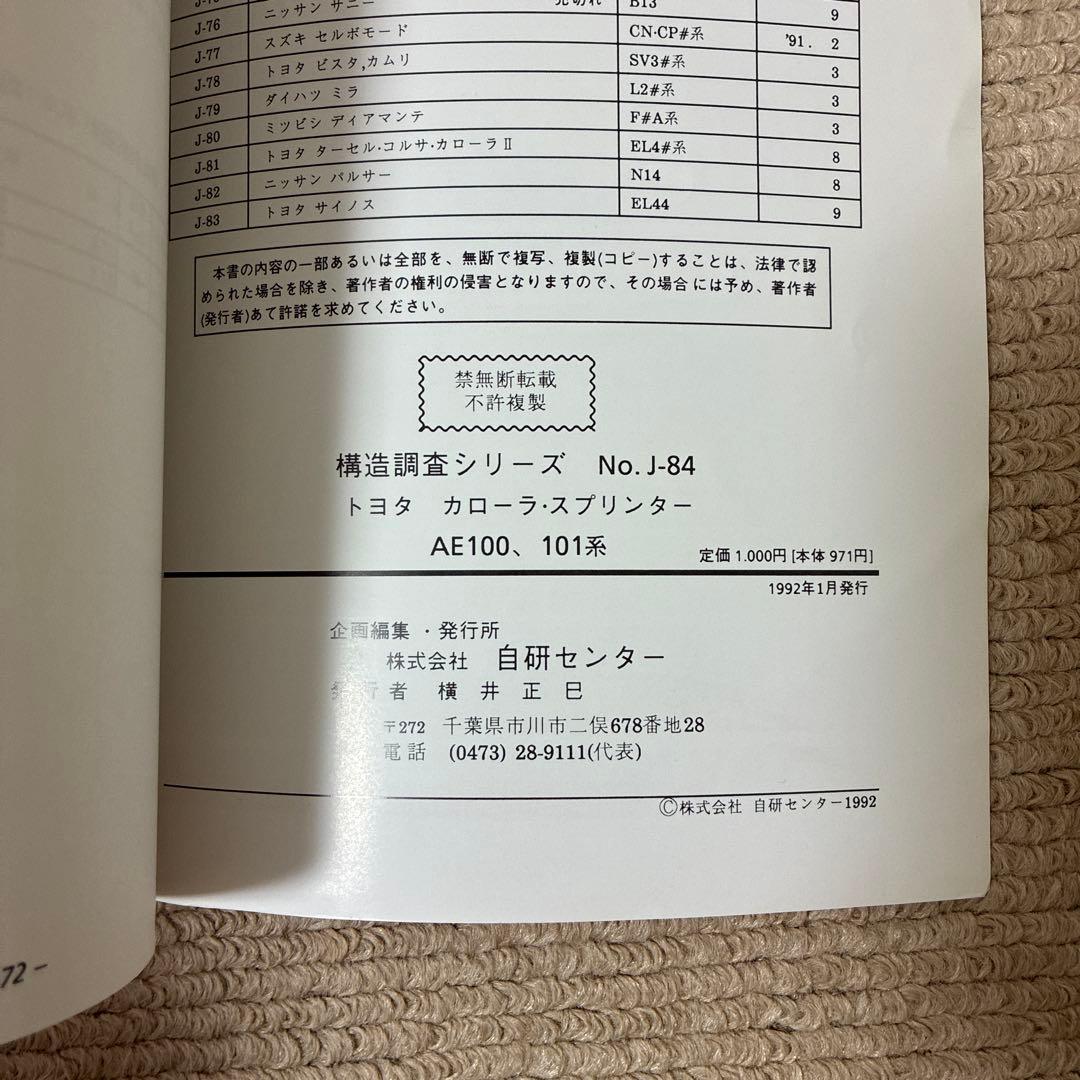 J-76 ニッサン サニー 売切れ B13 9
J-77 スズキ セルボモード CN·CP#系 '91. 2
J-78 トヨタ ビスタ,カムリ SV3#系 3
J-79 ダイハツ ミラ L2#系 3
J-80 ミツビシ ディアマンテ F#A系 3
J-81 トヨタ ターセル·コルサ·カローラⅡ EL4#系 8
J-82 ニッサン パルサー N14 8
J-83 トヨタ サイノス EL44 9
本書の内容の一部あるいは全部を、無断で複写、複製(コピー)することは、法律で認
められた場合を除き、著作者の権利の侵害となりますので、その場合には予め、著作者
(発行者)あて許諾を求めてください。
禁無断転載
不許複製
構造調査シリーズ No. J-84
トヨタ カローラ·スプリンター
AE100、101系
定価 1.000円 [本体 971円]
1992年1月発行
企画編集 · 発行所
株式会社 自研センター
発行者 横井正巳
〒272 千葉県市川市二俣678番地28
電話 (0473) 28-9111(代表)
©株式会社 自研センター1992
72-